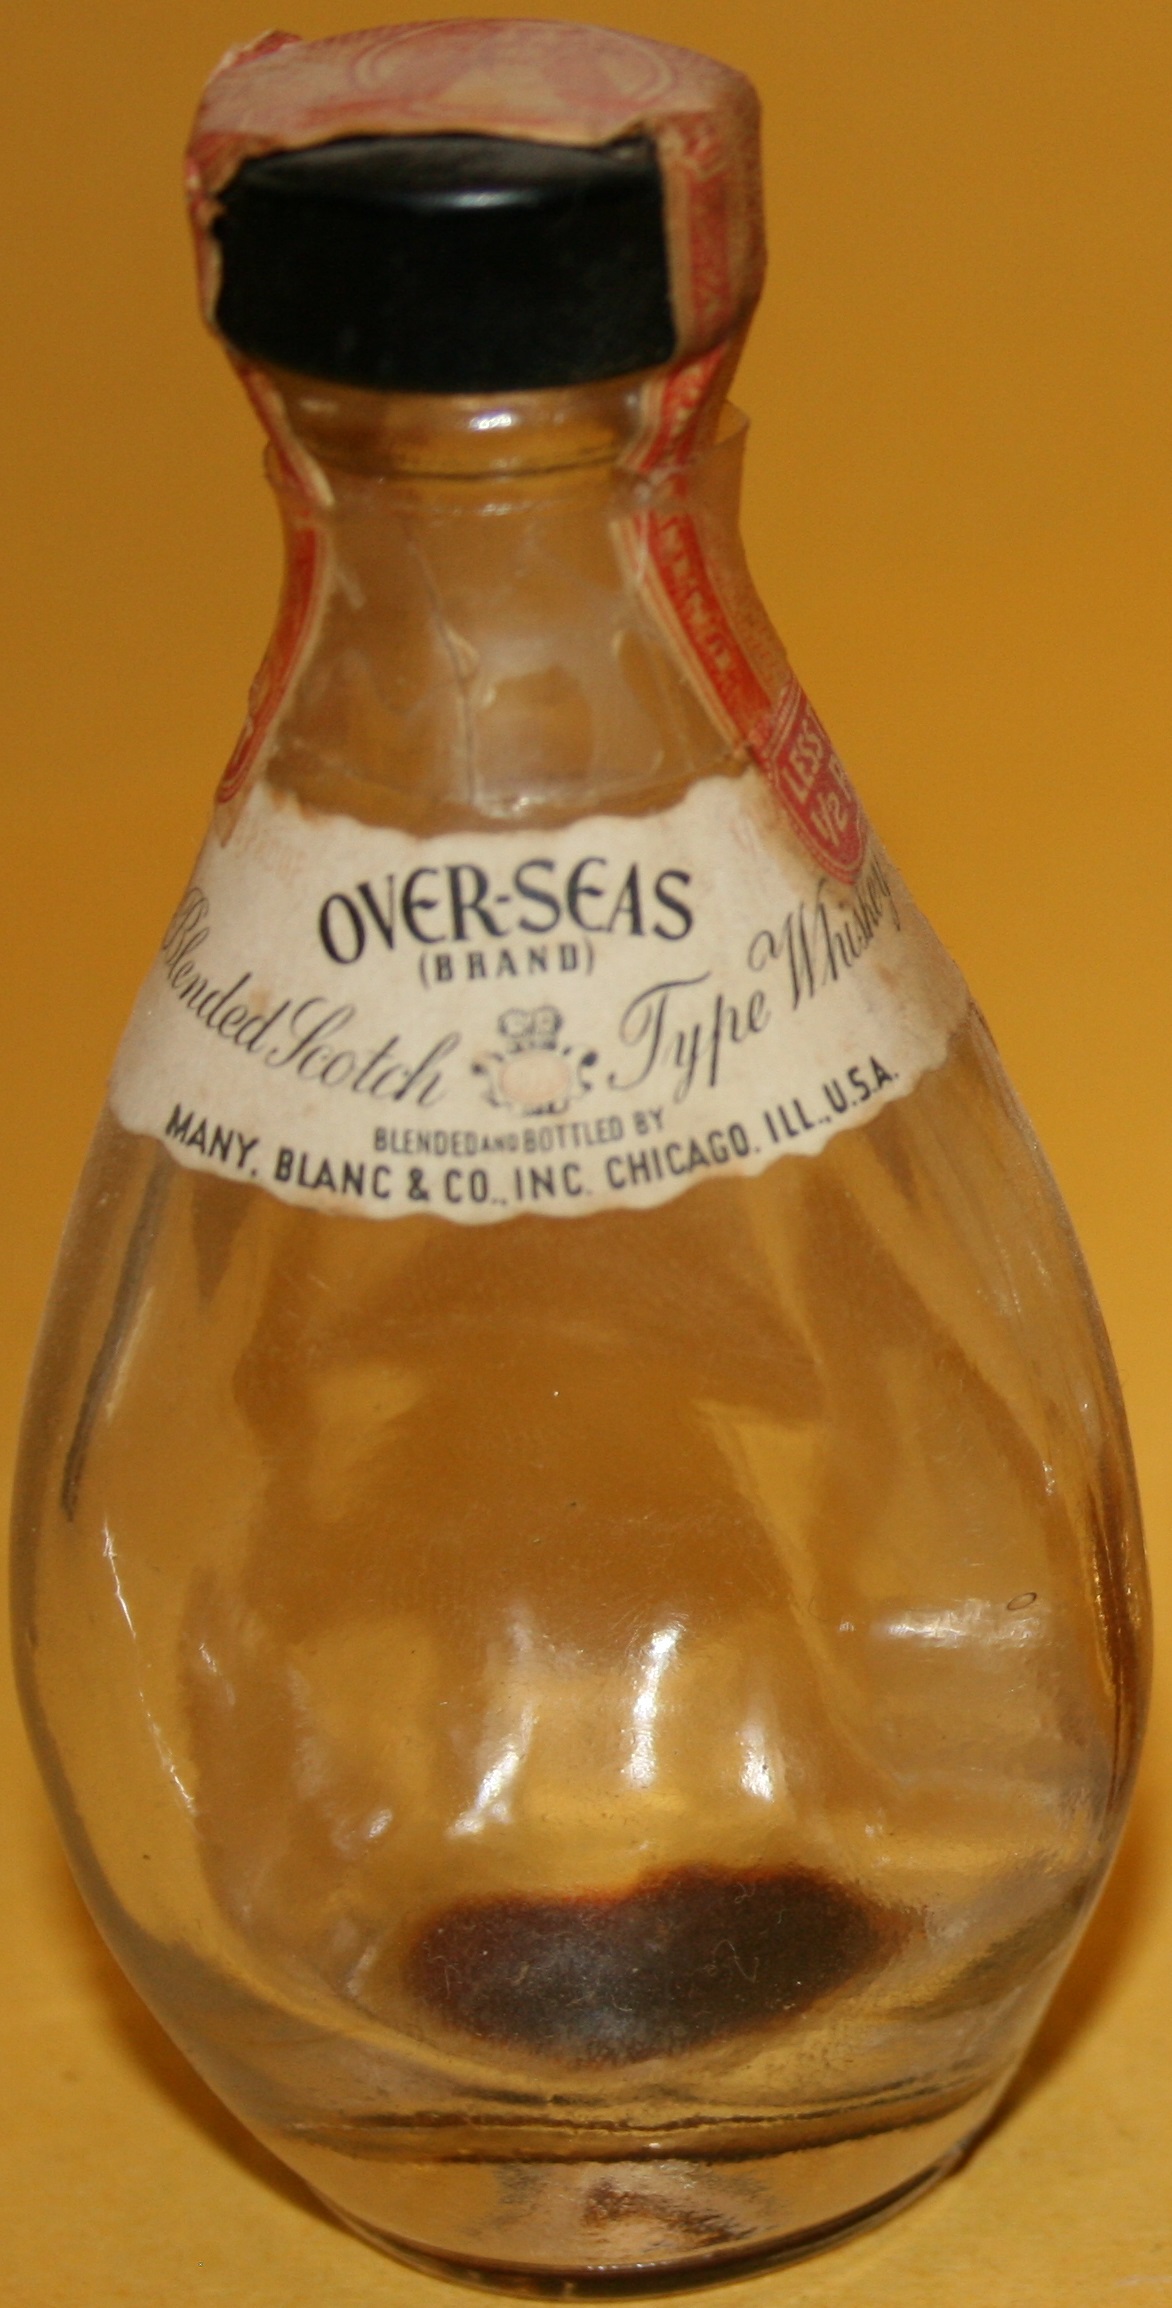 LESS
1/2
OVER-SEAS
(BRAND)
Blended Scotch Type Whiskey
BLENDED AND BOTTLED BY
MANY, BLANC & CO., INC. CHICAGO. ILL., U.S.A.